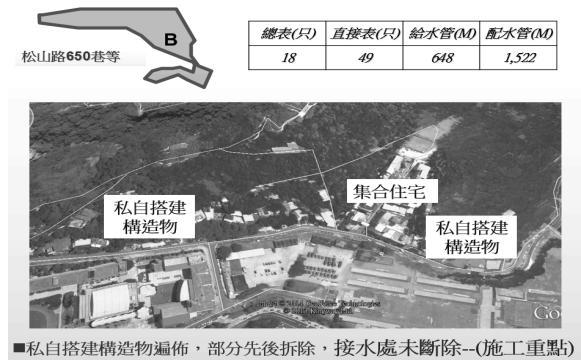 B
松山路650巷等
總表(只) 直接表(只) 給水管(M) 配水管(M)
18 49 648 1,522
私自搭建
構造物
集合住宅
私自搭建
構造物
Go
■私自搭建構造物遍佈，部分先後拆除，接水處未斷除--(施工重點)